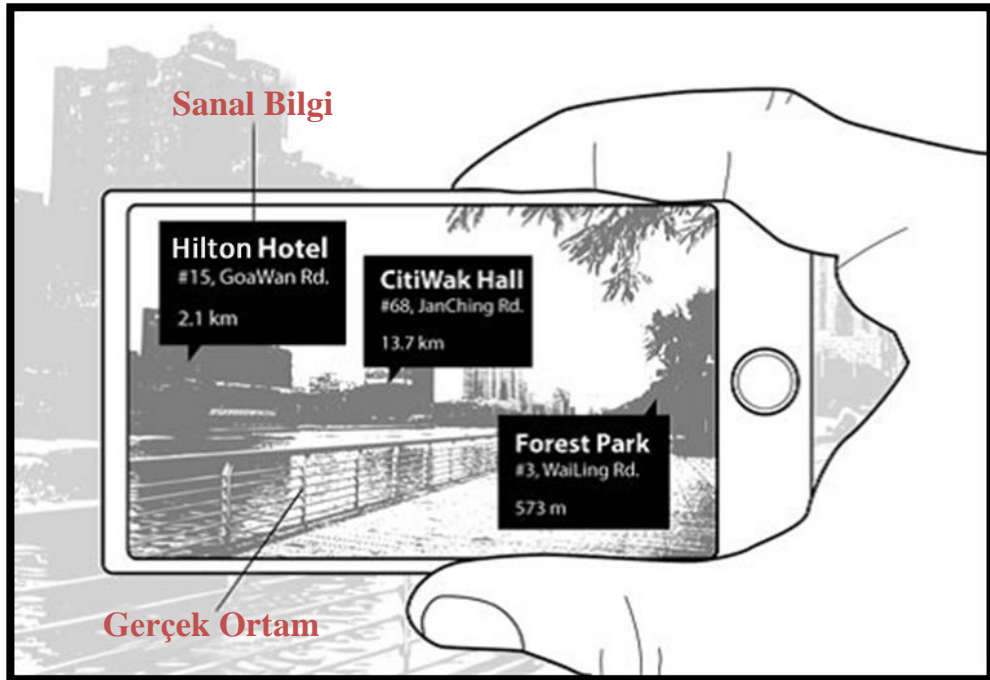 Sanal Bilgi
Hilton Hotel
#15, GoaWan Rd.
2.1 km
CitiWak Hall
#68, JanChing Rd.
13.7 km
Forest Park
#3, WaiLing Rd.
573 m
Gerçek Ortam